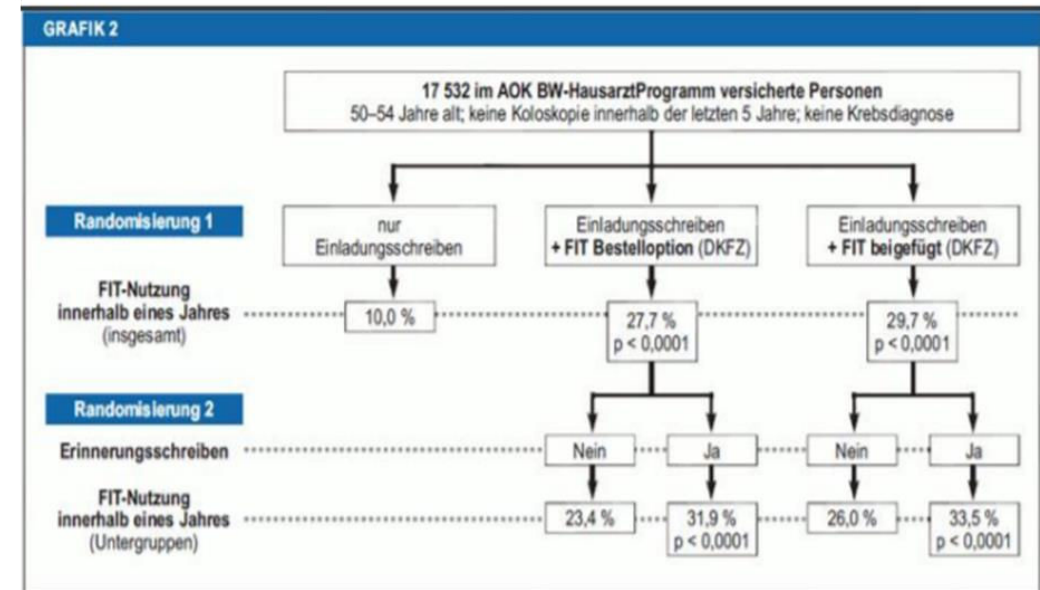 GRAFIK 2
17 532 im AOK BW-HausarztProgramm versicherte Personen
50–54 Jahre alt; keine Koloskopie innerhalb der letzten 5 Jahre; keine Krebsdiagnose
Randomisierung 1
nur
Einladungsschreiben
Einladungsschreiben
+ FIT Bestelloption (DKFZ)
Einladungsschreiben
+ FIT beigefügt (DKFZ)
FIT-Nutzung
innerhalb eines Jahres
(insgesamt)
10,0 %
27,7 %
p < 0,0001
29,7 %
p < 0,0001
Randomisierung 2
Erinnerungsschreiben
Nein
Ja
Nein
Ja
FIT-Nutzung
innerhalb eines Jahres
(Untergruppen)
23,4 %
31,9 %
p < 0,0001
26,0 %
33,5 %
p < 0,0001